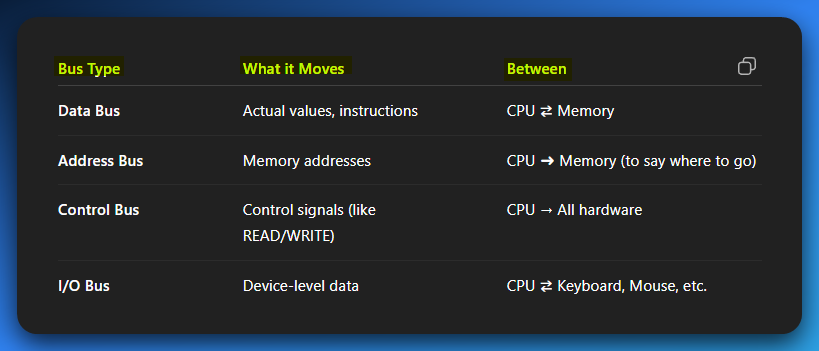 Bus Type What it Moves Between
Data Bus Actual values, instructions CPU ⇄ Memory
Address Bus Memory addresses CPU ➜ Memory (to say where to go)
Control Bus Control signals (like CPU → All hardware
READ/WRITE)
I/O Bus Device-level data CPU ⇄ Keyboard, Mouse, etc.